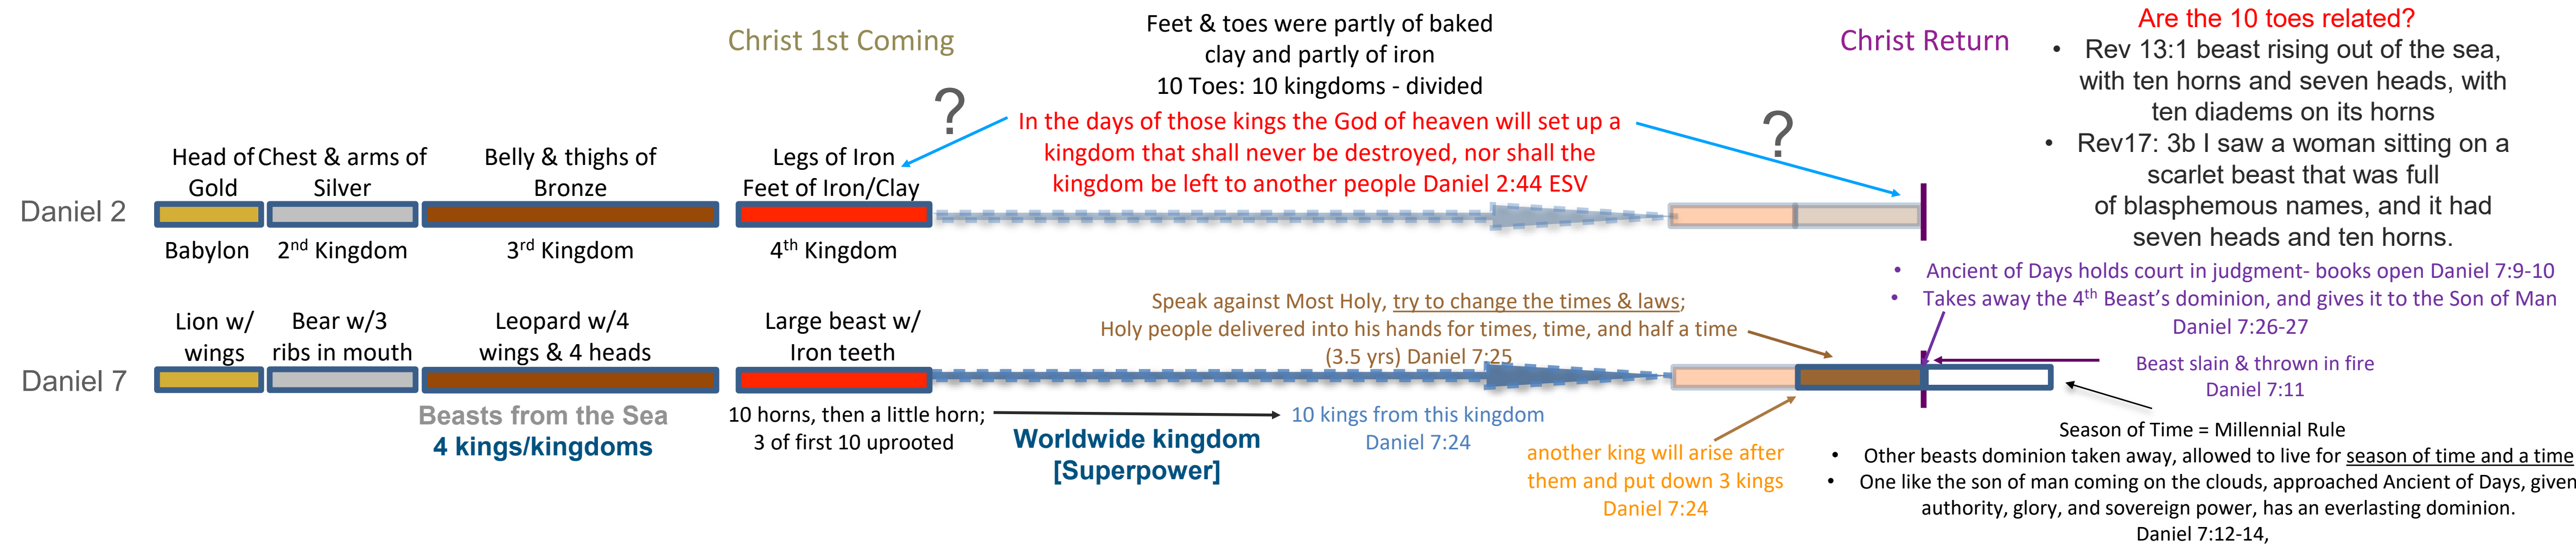 Christ 1st Coming
Feet & toes were partly of baked
clay and partly of iron
10 Toes: 10 kingdoms - divided
?
In the days of those kings the God of heaven will set up a
kingdom that shall never be destroyed, nor shall the
kingdom be left to another people Daniel 2:44 ESV
?
Christ Return
Are the 10 toes related?
• Rev 13:1 beast rising out of the sea,
with ten horns and seven heads, with
ten diadems on its horns
• Rev17: 3b I saw a woman sitting on a
scarlet beast that was full
of blasphemous names, and it had
seven heads and ten horns.
Daniel 2
Head of
Gold
Babylon
Chest & arms of
Silver
2nd Kingdom
Belly & thighs of
Bronze
3rd Kingdom
Legs of Iron
Feet of Iron/Clay
4th Kingdom
• Ancient of Days holds court in judgment- books open Daniel 7:9-10
• Takes away the 4th Beast's dominion, and gives it to the Son of Man
Daniel 7:26-27
Daniel 7
Lion w/
wings
Bear w/3
ribs in mouth
Leopard w/4
wings & 4 heads
Large beast w/
Iron teeth
Speak against Most Holy, try to change the times & laws;
Holy people delivered into his hands for times, time, and half a time
(3.5 yrs) Daniel 7:25
Beast slain & thrown in fire
Daniel 7:11
Beasts from the Sea
4 kings/kingdoms
10 horns, then a little horn;
3 of first 10 uprooted
Worldwide kingdom
[Superpower]
10 kings from this kingdom
Daniel 7:24
another king will arise after
them and put down 3 kings
Daniel 7:24
Season of Time = Millennial Rule
• Other beasts dominion taken away, allowed to live for season of time and a time
• One like the son of man coming on the clouds, approached Ancient of Days, given
authority, glory, and sovereign power, has an everlasting dominion.
Daniel 7:12-14,